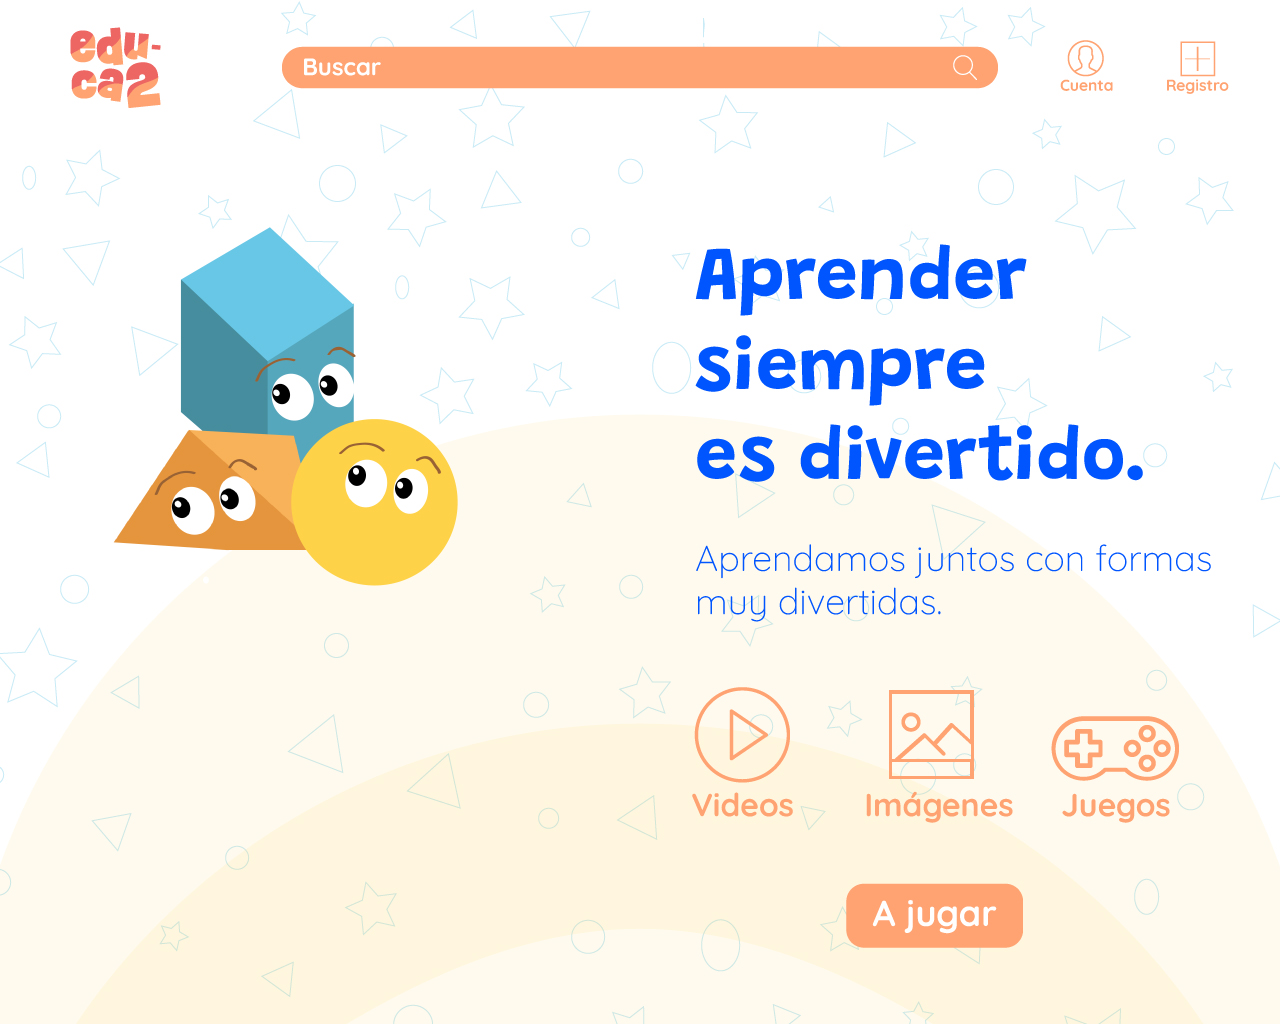 edu-
ca2
Buscar
Cuenta
Registro
Aprender
siempre
es divertido.
Aprendamos juntos con formas
muy divertidas.
Videos
Imágenes
Juegos
A jugar